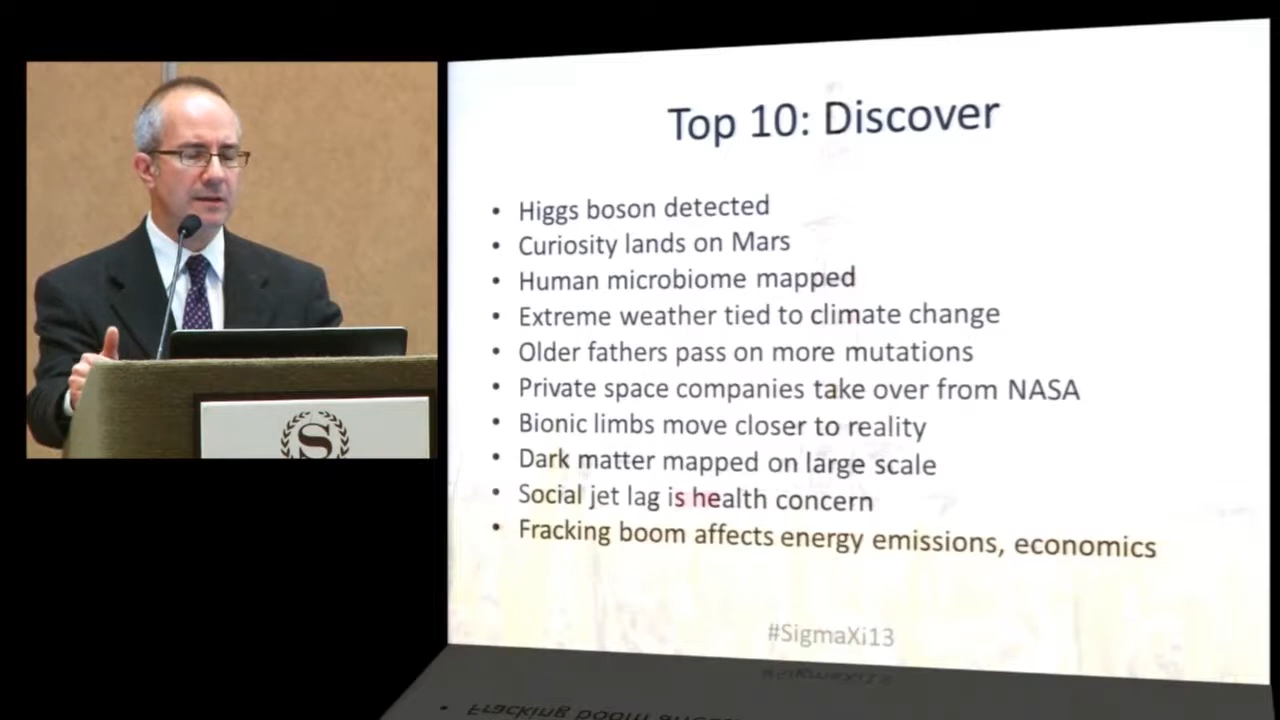 Top 10: Discover
• Higgs boson detected
• Curiosity lands on Mars
• Human microbiome mapped
• Extreme weather tied to climate change
• Older fathers pass on more mutations
• Private space companies take over from NASA
• Bionic limbs move closer to reality
• Dark matter mapped on large scale
• Social jet lag is health concern
• Fracking boom affects energy emissions, economics
#SigmaXi13
S